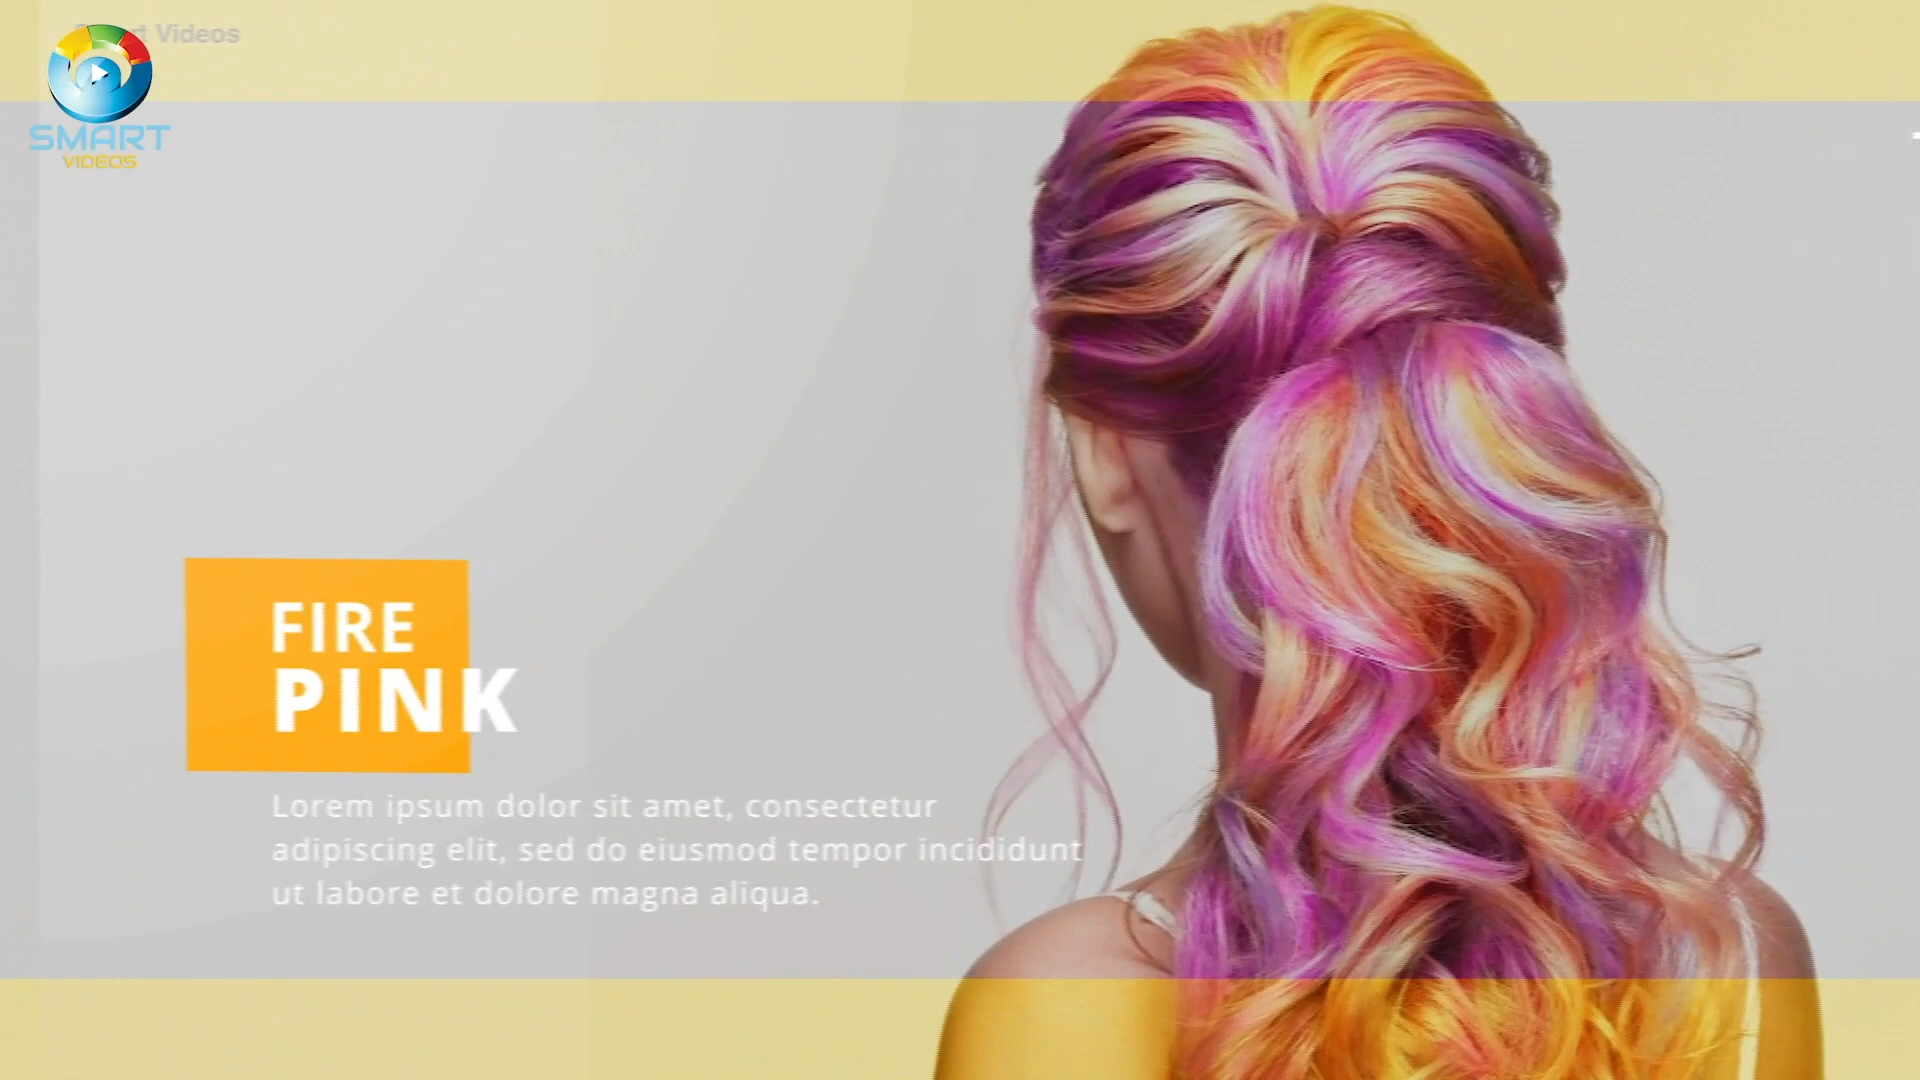 Videos
SMART
VIDEOS
FIRE
PINK
Lorem ipsum dolor sit amet, consectetur
adipiscing elit, sed do eiusmod tempor incididunt
ut labore et dolore magna aliqua.